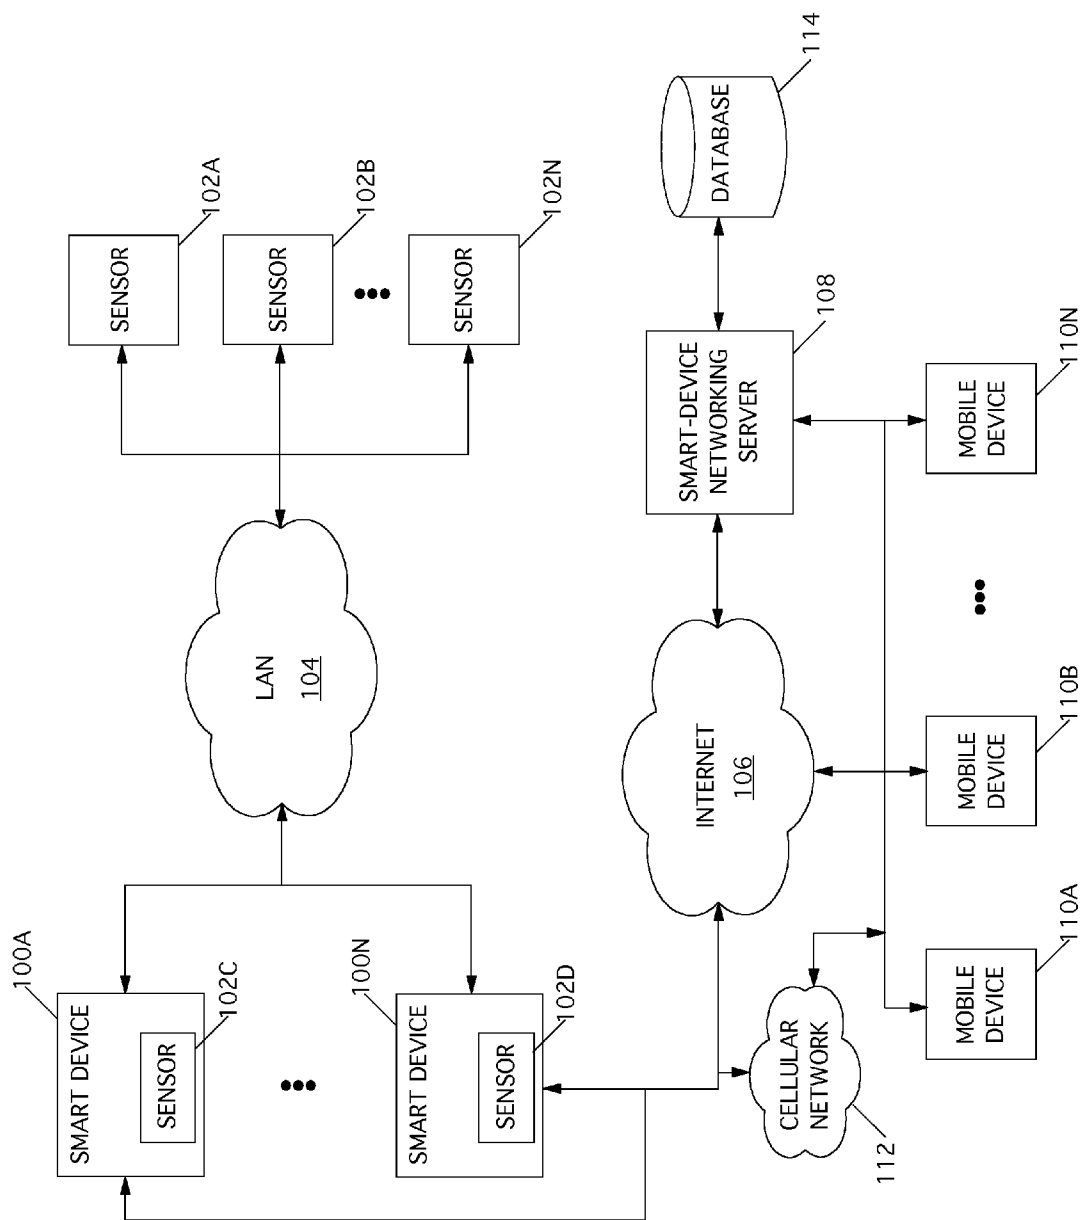 100A
SMART DEVICE
SENSOR
102C
100N
SMART DEVICE
SENSOR
102D
LAN
104
SENSOR
102A
SENSOR
102B
SENSOR
102N
INTERNET
106
SMART-DEVICE
NETWORKING
SERVER
108
DATABASE
114
CELLULAR
NETWORK
112
MOBILE
DEVICE
110A
MOBILE
DEVICE
110B
MOBILE
DEVICE
110N